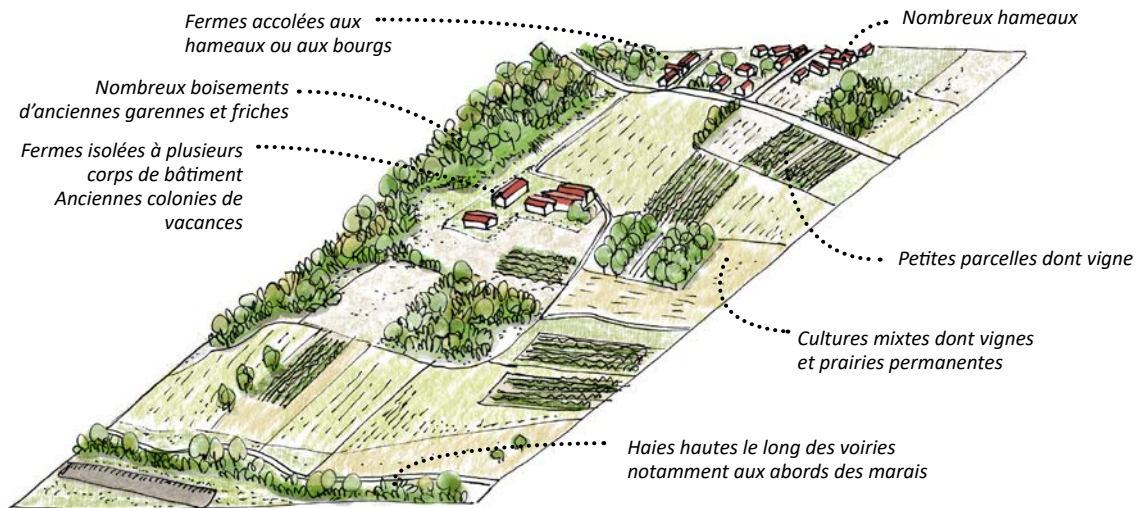 Fermes accolées aux
hameaux ou aux bourgs
Nombreux hameaux
Nombreux boisements
d'anciennes garennes et friches
Fermes isolées à plusieurs
corps de bâtiment
Anciennes colonies de
vacances
Petites parcelles dont vigne
Cultures mixtes dont vignes
et prairies permanentes
Haies hautes le long des voiries
notamment aux abords des marais